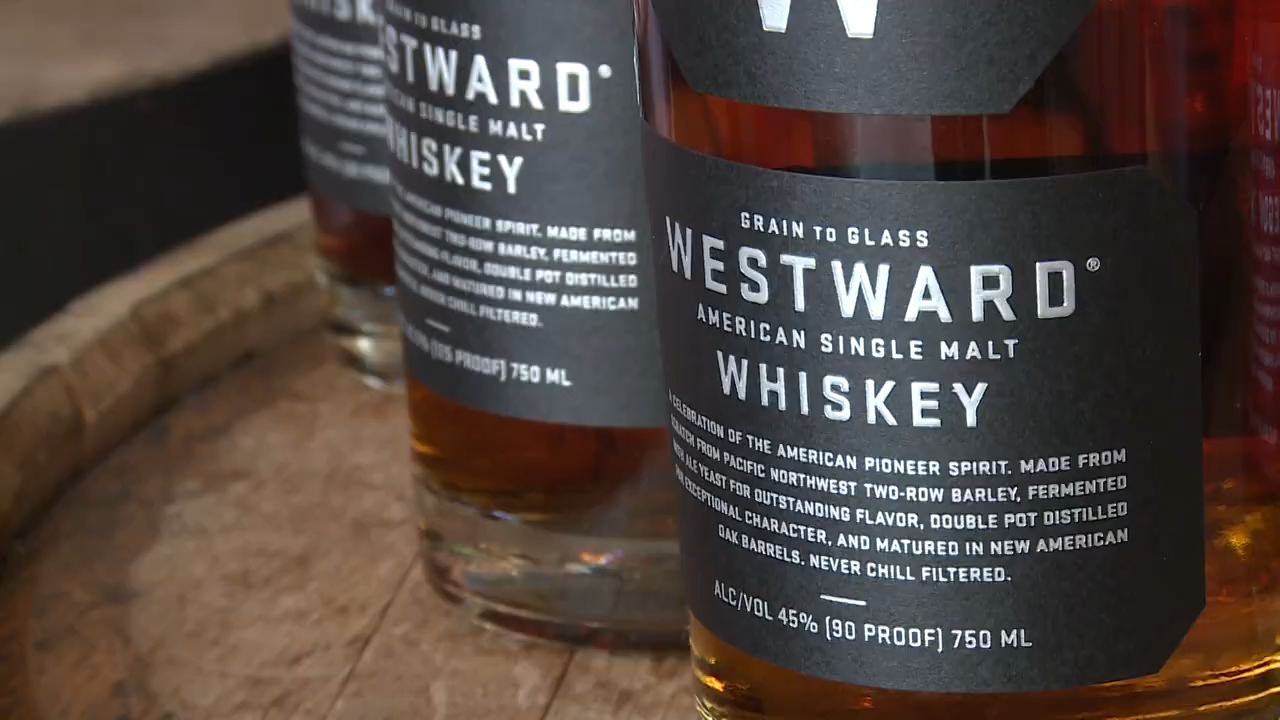 W
GRAIN TO GLASS
WESTWARD®
AMERICAN SINGLE MALT
WHISKEY
A CELEBRATION OF THE AMERICAN PIONEER SPIRIT. MADE FROM
SCRATCH FROM PACIFIC NORTHWEST TWO-ROW BARLEY, FERMENTED
WITH ALE YEAST FOR OUTSTANDING FLAVOR, DOUBLE POT DISTILLED
FOR EXCEPTIONAL CHARACTER, AND MATURED IN NEW AMERICAN
OAK BARRELS. NEVER CHILL FILTERED.
ALC/VOL 45% (90 PROOF) 750 ML
GRAIN TO GLASS
STWARD®
SINGLE MALT
WHISKEY
AMERICAN PIONEER SPIRIT. MADE FROM
TWO-ROW BARLEY, FERMENTED
FLAVOR, DOUBLE POT DISTILLED
AND MATURED IN NEW AMERICAN
CHILL FILTERED.
PROOF) 750 ML